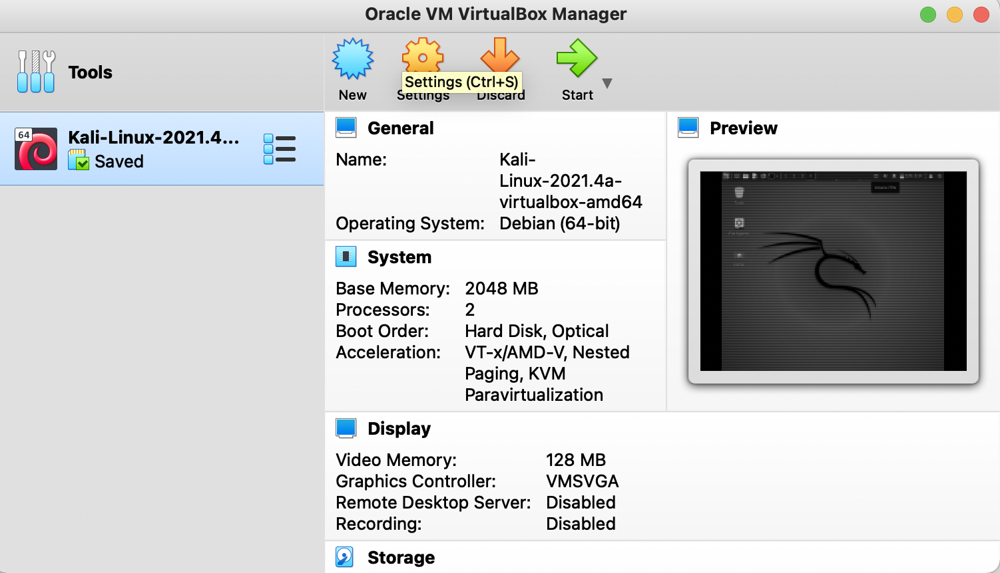 Oracle VM VirtualBox Manager
Tools
New
Settings
Settings (Ctrl+S)
Discard
Start
64
Kali-Linux-2021.4...
Saved
General
Name:
Kali-
Linux-2021.4a-
virtualbox-amd64
Operating System: Debian (64-bit)
Preview
System
Base Memory: 2048 MB
Processors: 2
Boot Order: Hard Disk, Optical
Acceleration: VT-x/AMD-V, Nested
Paging, KVM
Paravirtualization
Display
Video Memory: 128 MB
Graphics Controller: VMSVGA
Remote Desktop Server: Disabled
Recording: Disabled
Storage